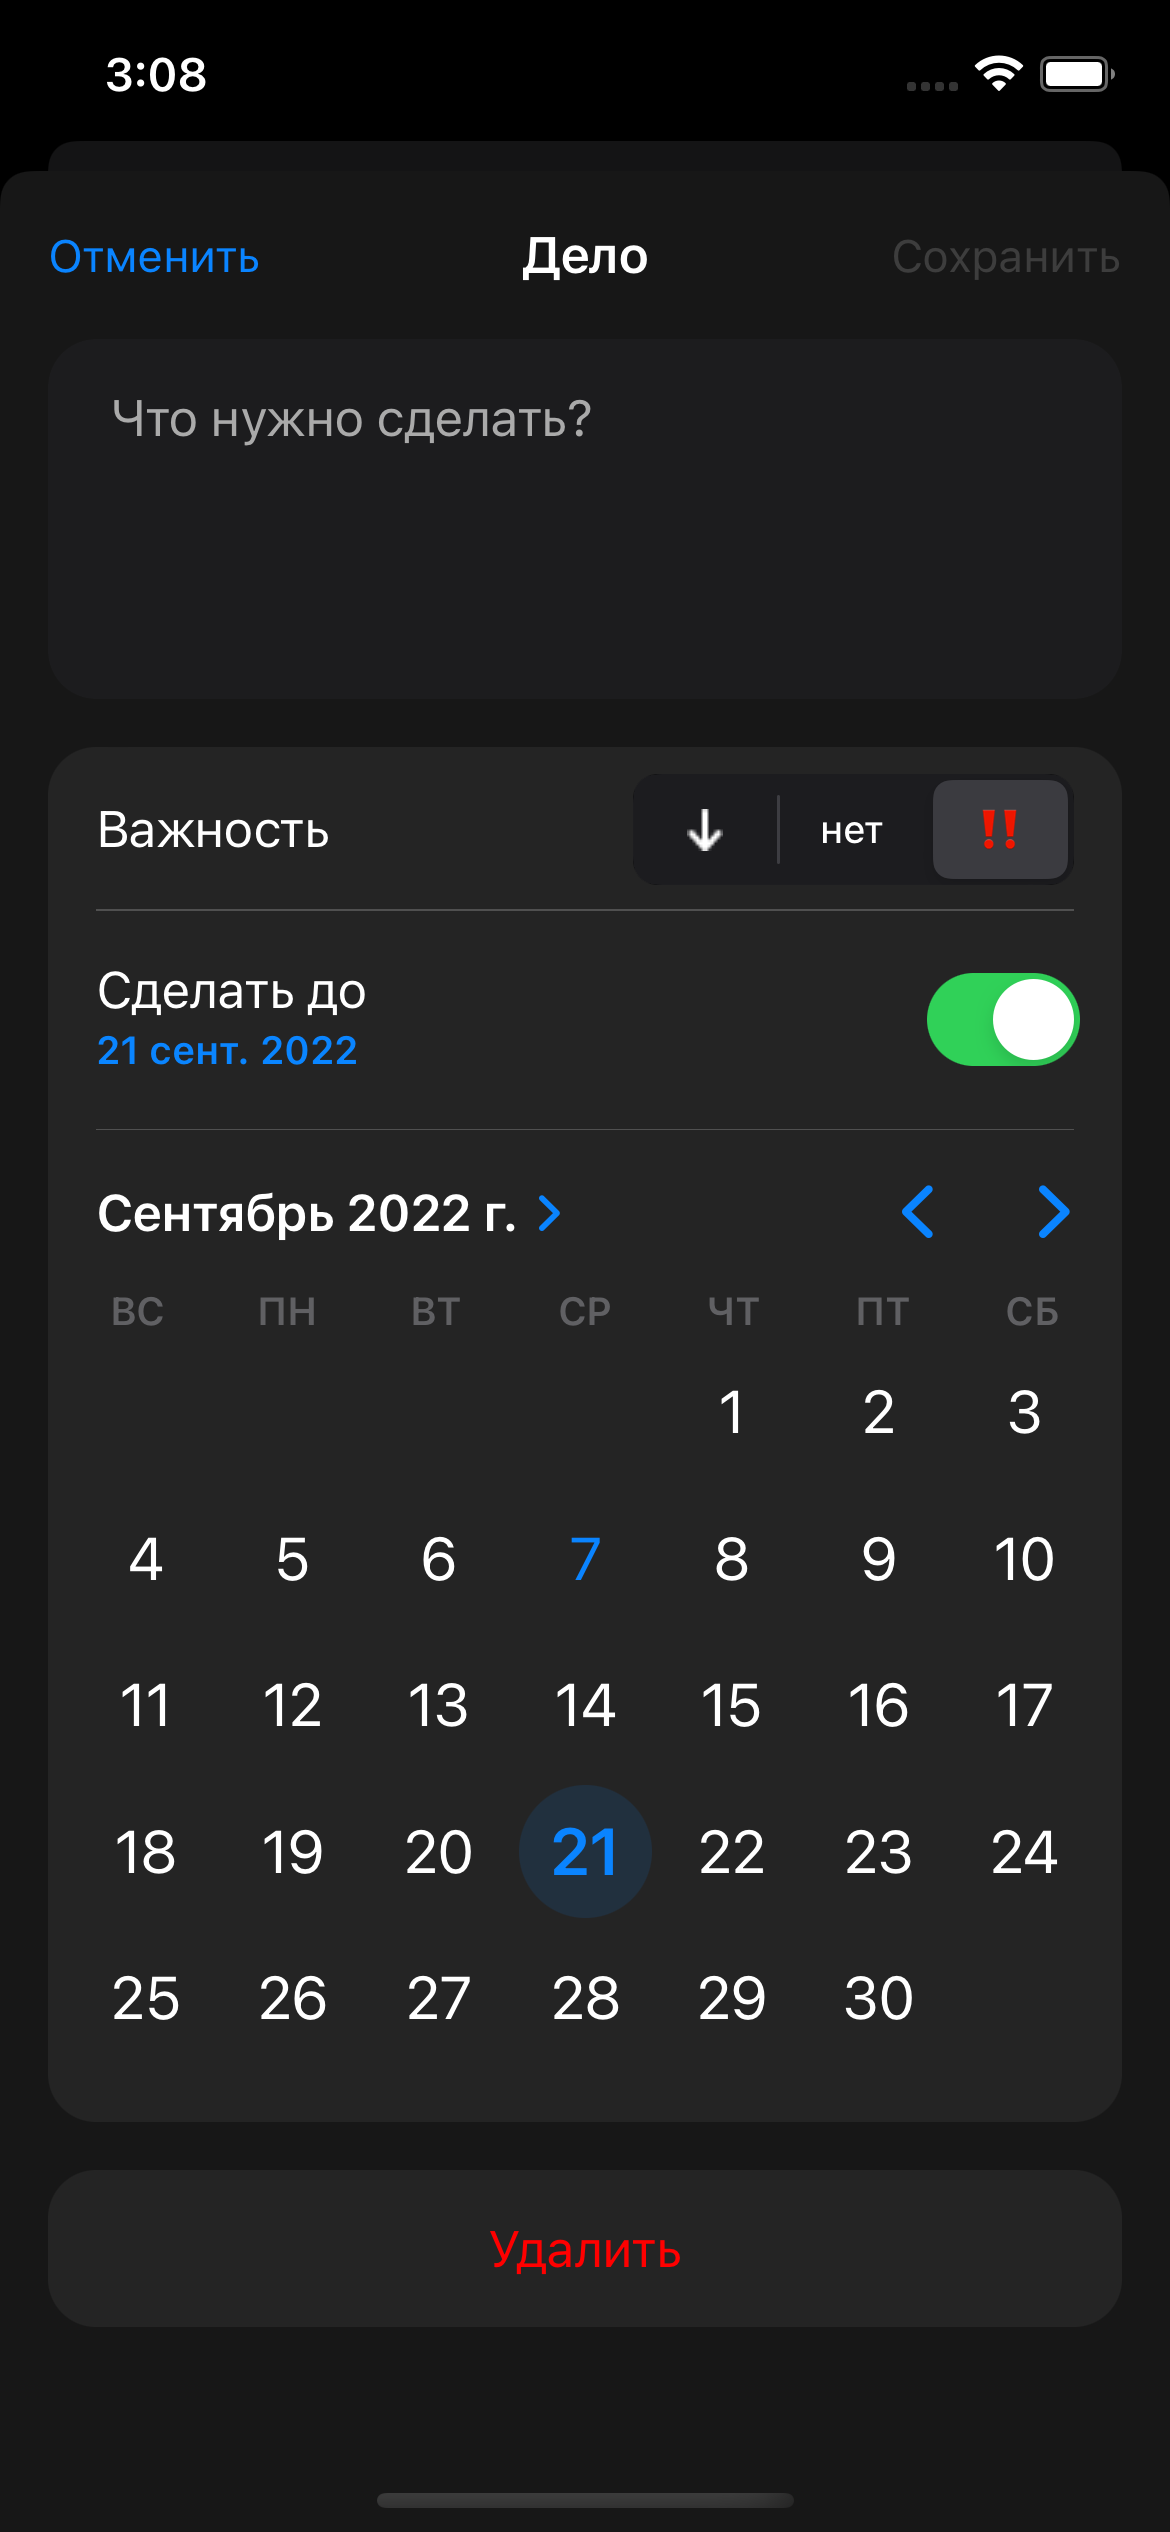 3:08
Отменить Дело Сохранить
Что нужно сделать?
Важность ↓ нет ‼
Сделать до
21 сент. 2022
Сентябрь 2022 г.
ВС ПН ВТ СР ЧТ ПТ СБ
1 2 3
4 5 6 7 8 9 10
11 12 13 14 15 16 17
18 19 20 21 22 23 24
25 26 27 28 29 30
Удалить